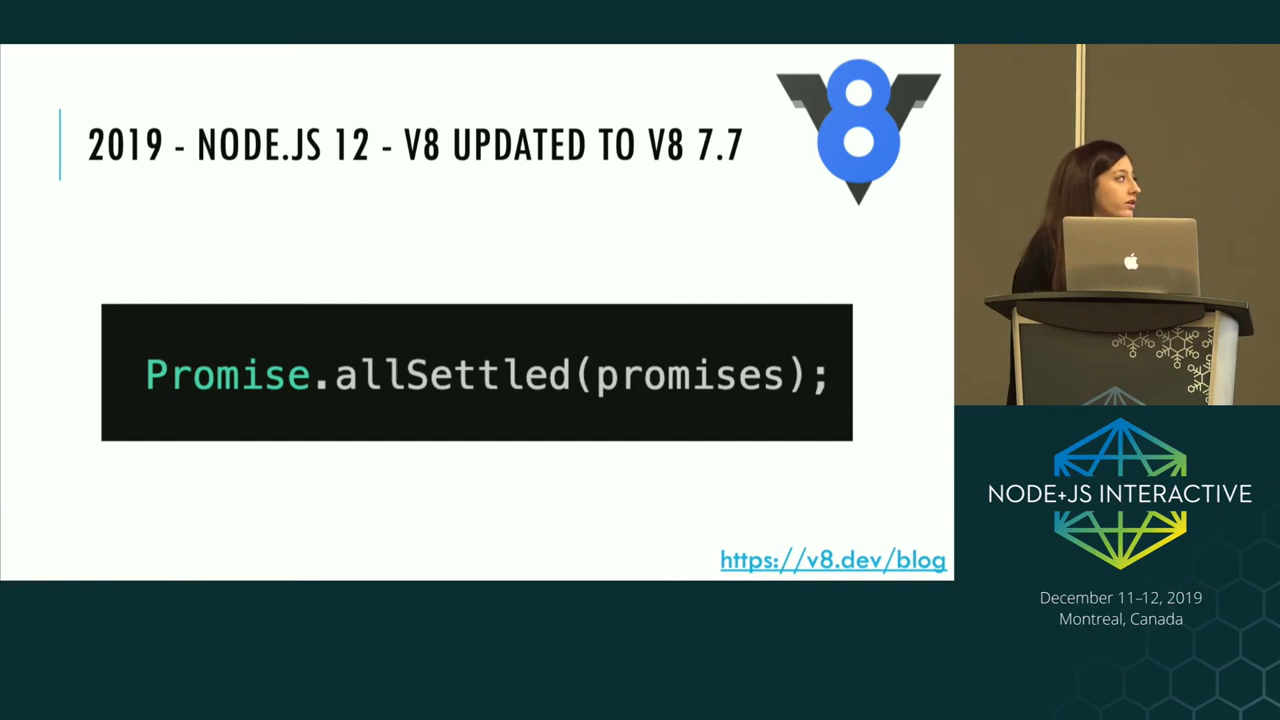 2019 - NODE.JS 12 - V8 UPDATED TO V8 7.7
V8
Promise.allSettled(promises);
https://v8.dev/blog
NODE+JS INTERACTIVE
December 11–12, 2019
Montreal, Canada